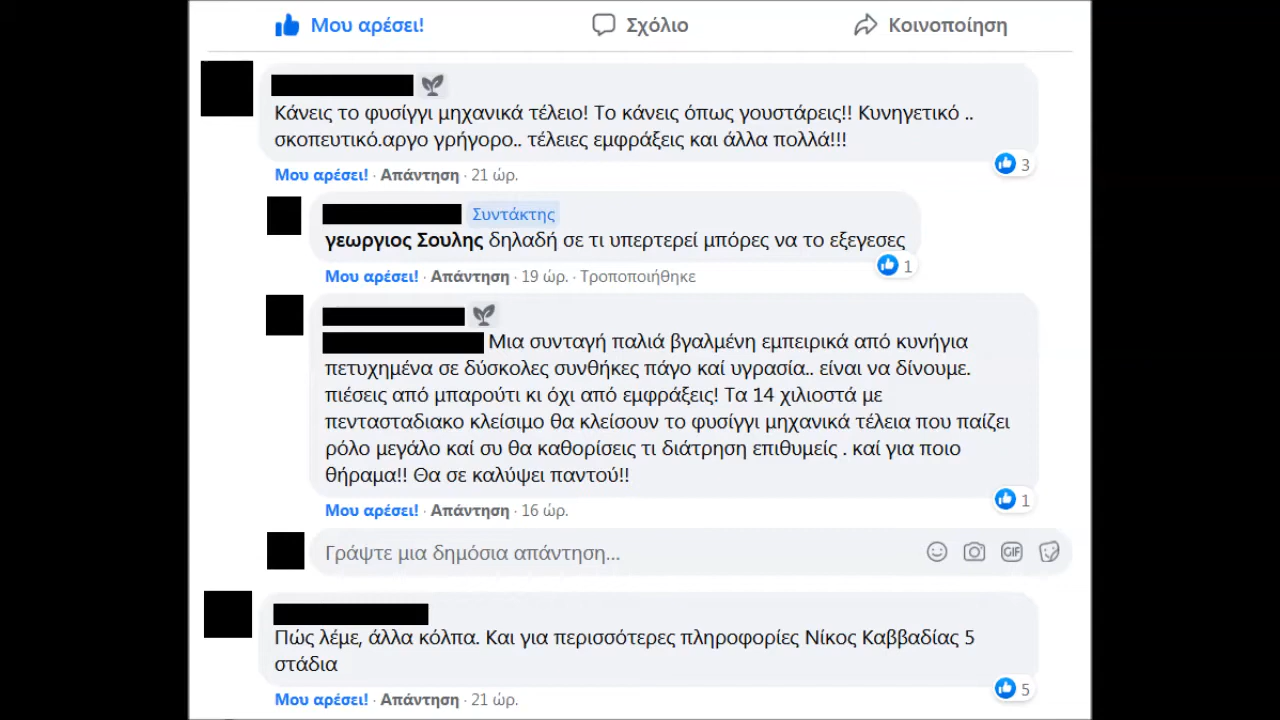 Μου αρέσει! Σχόλιο Κοινοποίηση
Κάνεις το φυσίγγι μηχανικά τέλειο! Το κάνεις όπως γουστάρεις!! Κυνηγετικό ..
σκοπευτικό.αργο γρήγορο.. τέλειες εμφράξεις και άλλα πολλά!!!
3
Μου αρέσει! · Απάντηση · 21 ώρ.
Συντάκτης
γεωργιος Σουλης δηλαδή σε τι υπερτερεί μπόρες να το εξεγεσες
1
Μου αρέσει! · Απάντηση · 19 ώρ. · Τροποποιήθηκε
Μια συνταγή παλιά βγαλμένη εμπειρικά από κυνήγια
πετυχημένα σε δύσκολες συνθήκες πάγο καί υγρασία.. είναι να δίνουμε.
πιέσεις από μπαρούτι κι όχι από εμφράξεις! Τα 14 χιλιοστά με
πεντασταδιακο κλείσιμο θα κλείσουν το φυσίγγι μηχανικά τέλεια που παίζει
ρόλο μεγάλο καί συ θα καθορίσεις τι διάτρηση επιθυμείς . καί για ποιο
θήραμα!! Θα σε καλύψει παντού!!
1
Μου αρέσει! · Απάντηση · 16 ώρ.
Γράψτε μια δημόσια απάντηση...
GIF
Πώς λέμε, άλλα κόλπα. Και για περισσότερες πληροφορίες Νίκος Καββαδίας 5
στάδια
5
Μου αρέσει! · Απάντηση · 21 ώρ.